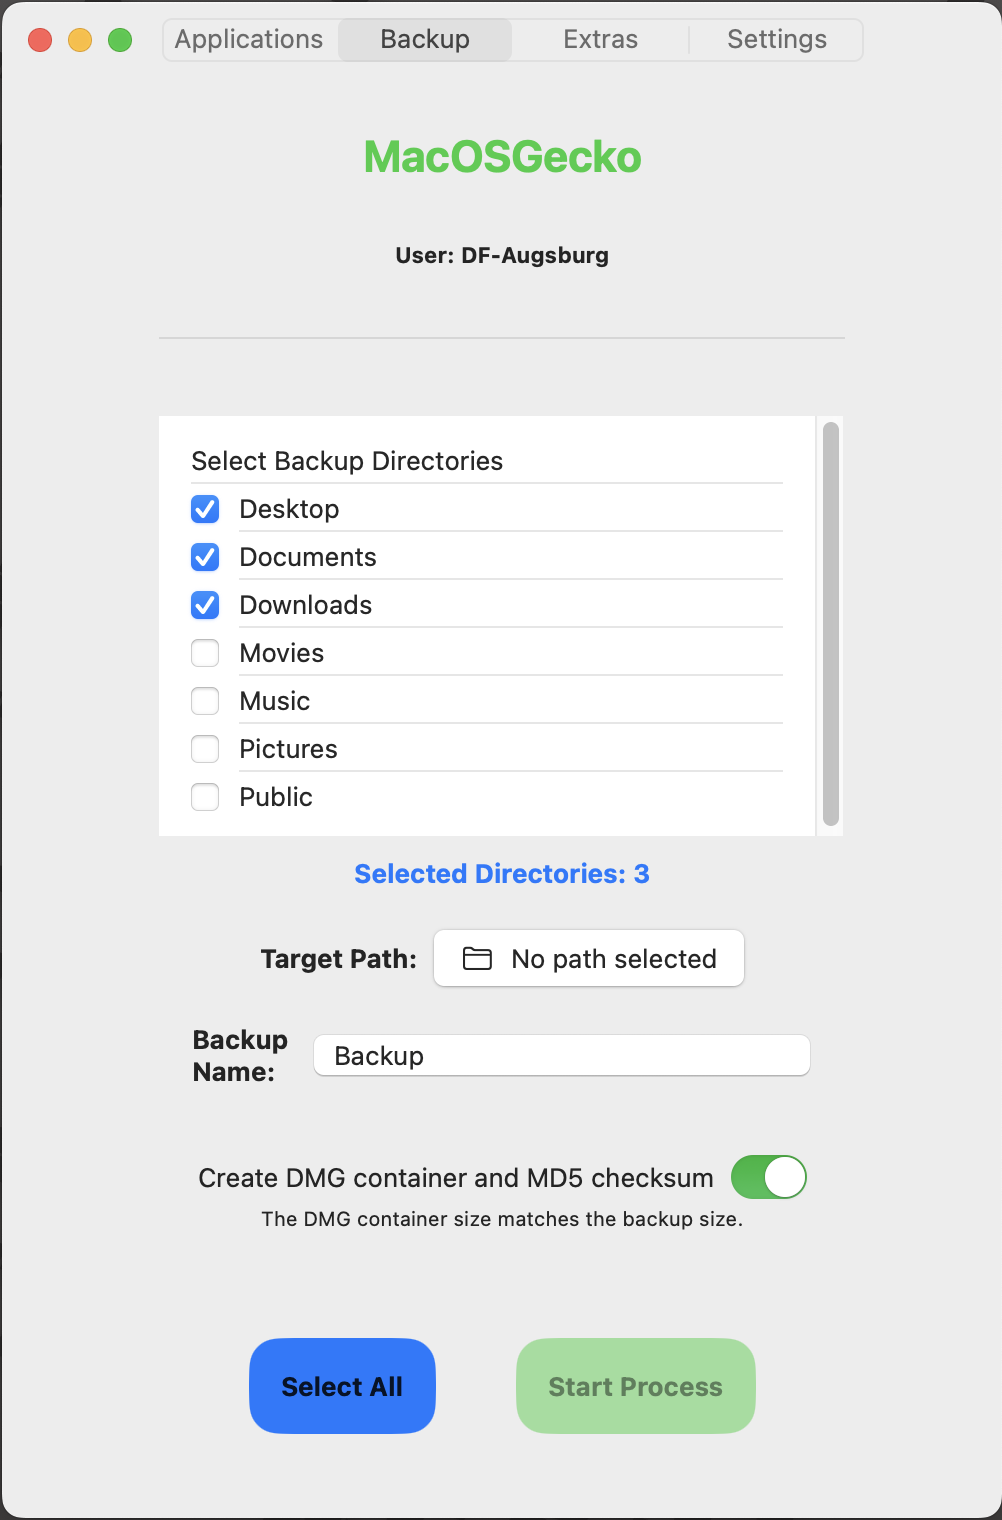 Applications Backup Extras Settings
MacOSGecko
User: DF-Augsburg
Select Backup Directories
Desktop
Documents
Downloads
Movies
Music
Pictures
Public
Selected Directories: 3
Target Path: No path selected
Backup
Name:
Backup
Create DMG container and MD5 checksum
The DMG container size matches the backup size.
Select All Start Process